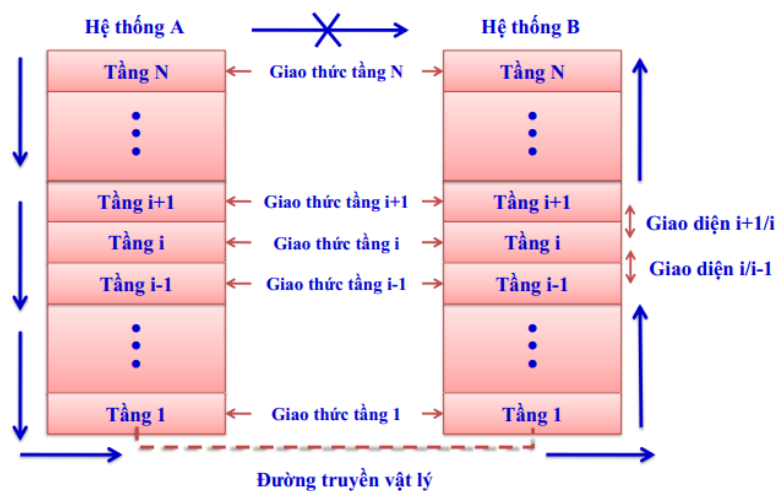 Hệ thống A
Hệ thống B
Tầng N
Giao thức tầng N
Tầng N
Tầng i+1
Giao thức tầng i+1
Tầng i+1
Giao diện i+1/i
Tầng i
Giao thức tầng i
Tầng i
Giao diện i/i-1
Tầng i-1
Giao thức tầng i-1
Tầng i-1
Tầng 1
Giao thức tầng 1
Tầng 1
Đường truyền vật lý